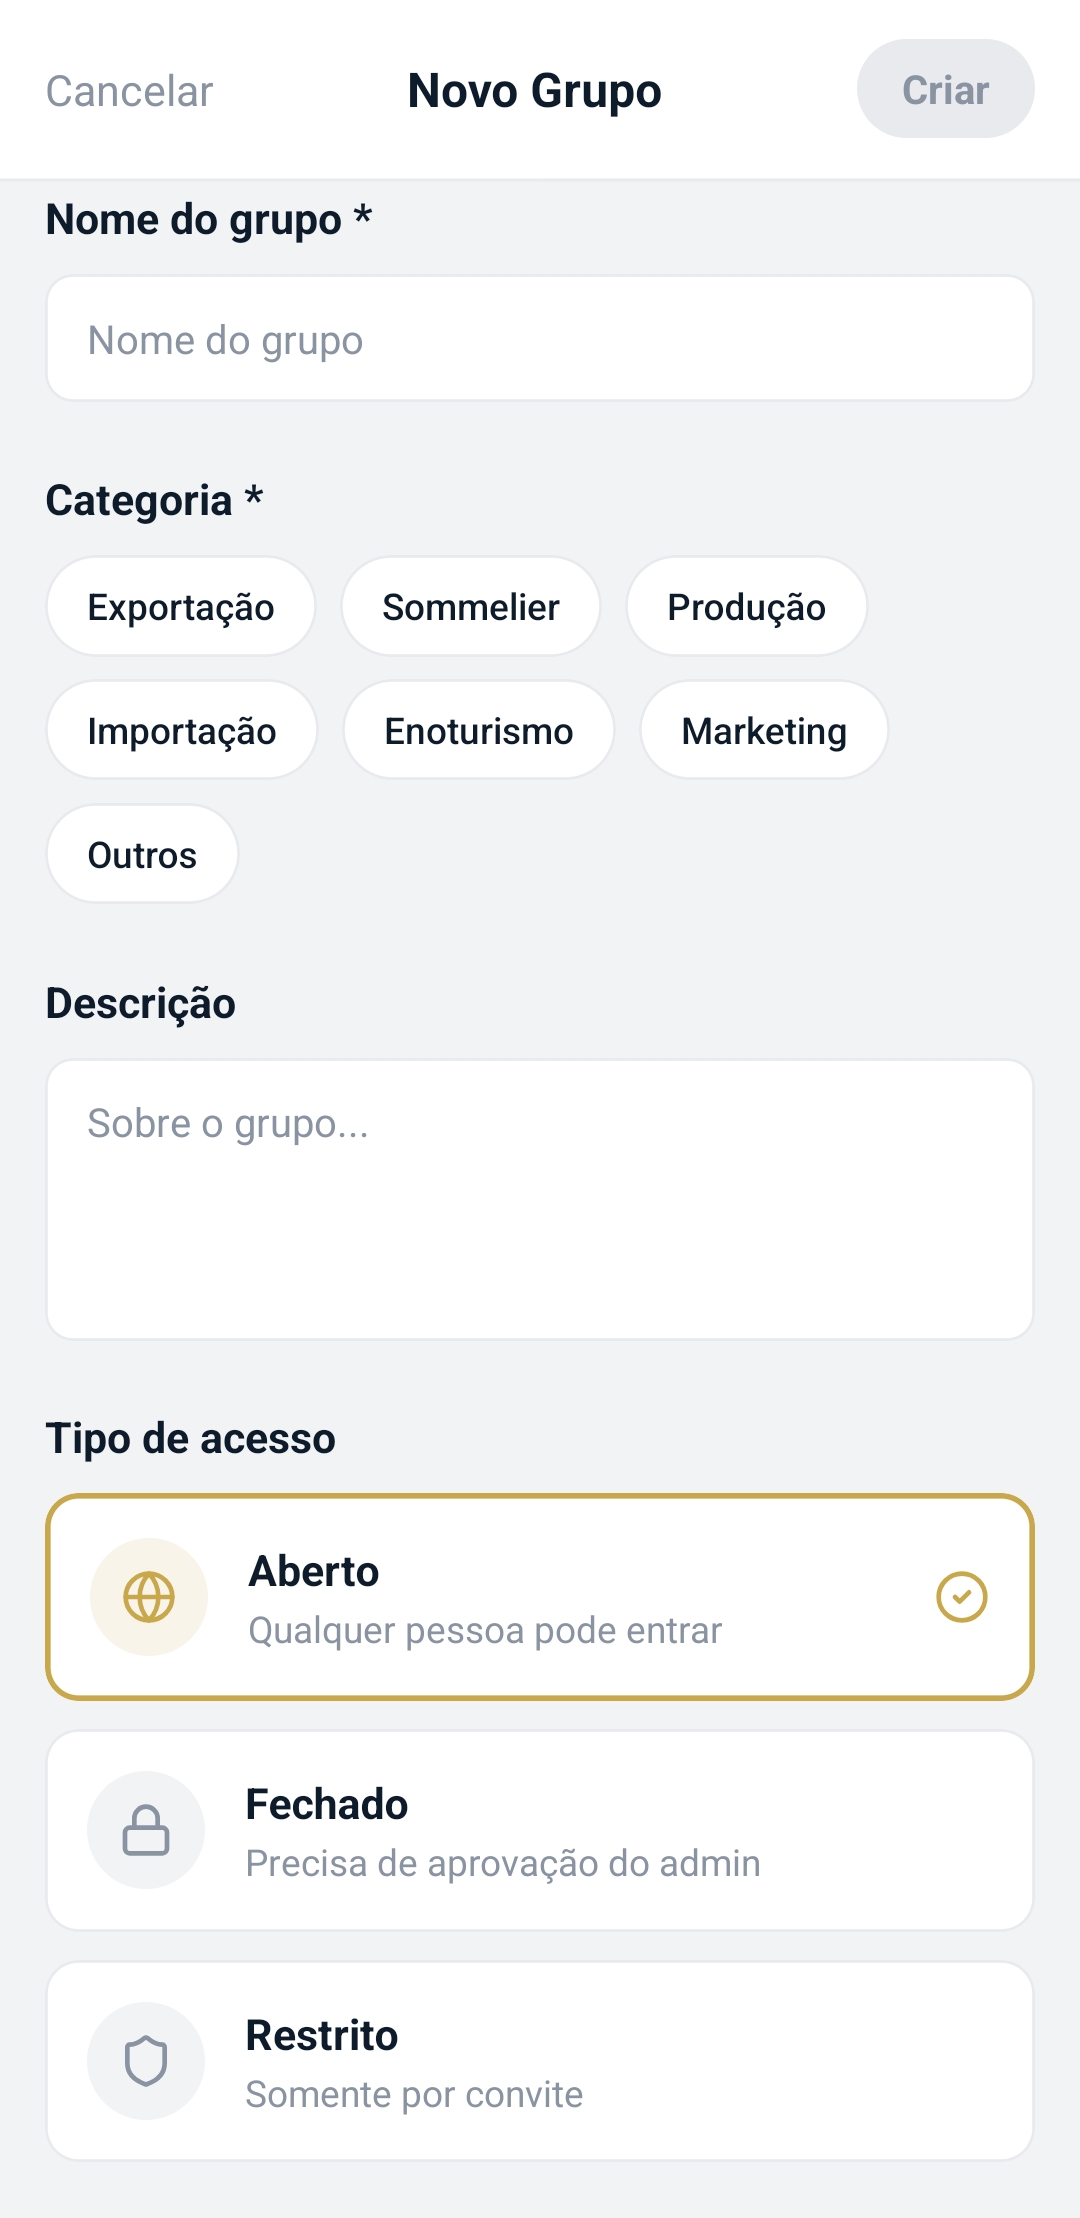 Cancelar
Novo Grupo
Criar
Nome do grupo *
Nome do grupo
Categoria *
Exportação
Sommelier
Produção
Importação
Enoturismo
Marketing
Outros
Descrição
Sobre o grupo...
Tipo de acesso
Aberto
Qualquer pessoa pode entrar
Fechado
Precisa de aprovação do admin
Restrito
Somente por convite